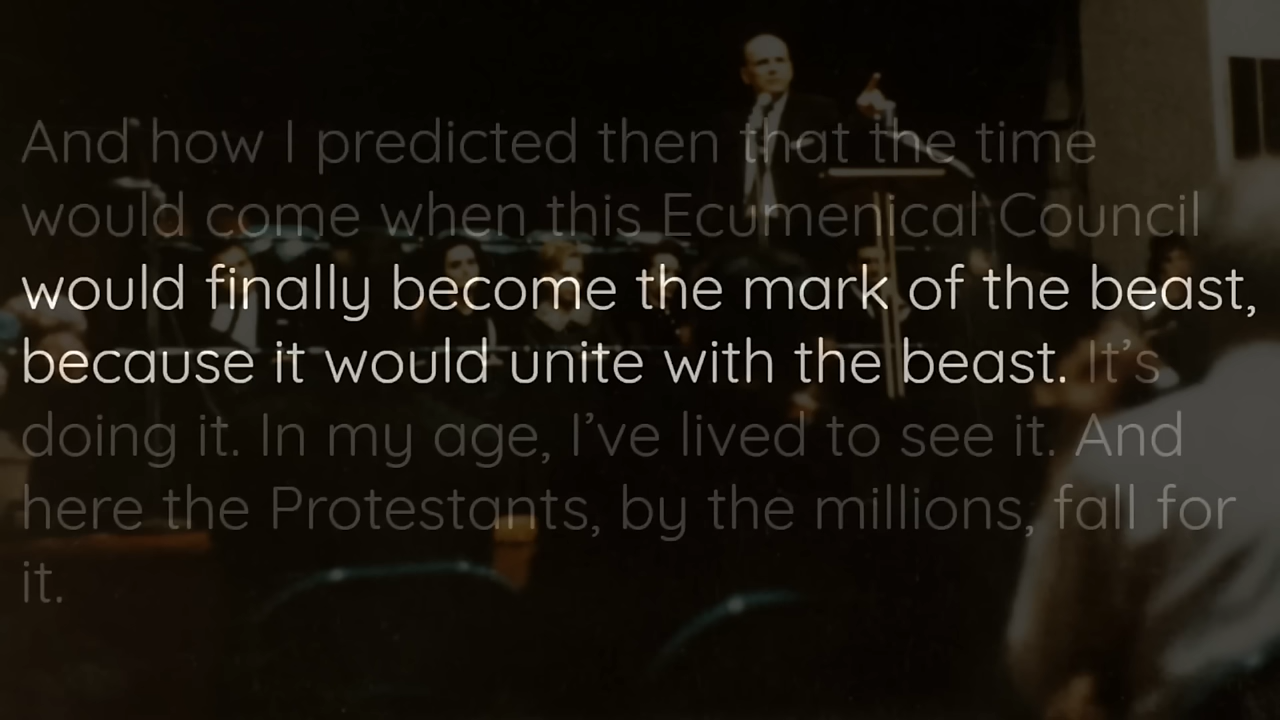 And how I predicted then that the time
would come when this Ecumenical Council
would finally become the mark of the beast,
because it would unite with the beast. It’s
doing it. In my age, I’ve lived to see it. And
here the Protestants, by the millions, fall for
it.